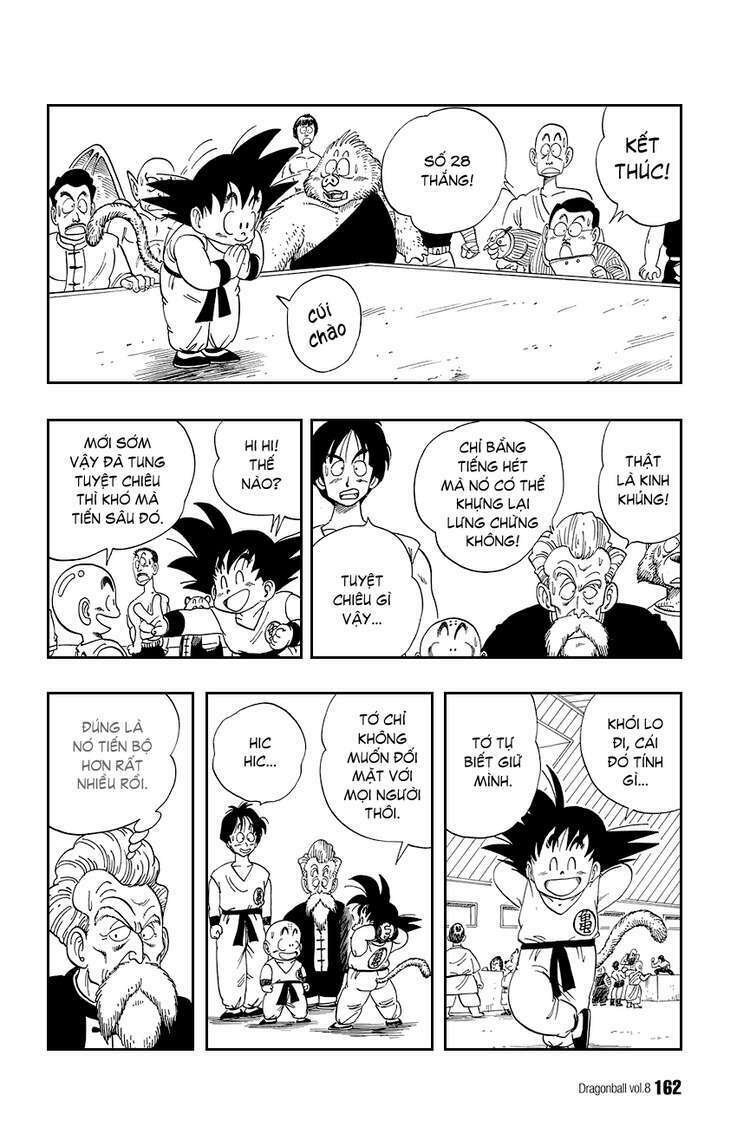 KẾT
THÚC!
SỐ 28
THẮNG!
CÚI
CHÀO
THẬT
LÀ KINH
KHỦNG!
CHỈ BẰNG
TIẾNG HÉT
MÀ NÓ CÓ THỂ
KHỰNG LẠI
LƯNG CHỪNG
KHÔNG!
TUYỆT
CHIÊU GÌ
VẬY...
HI HI!
THẾ
NÀO?
MỚI SỚM
VẬY ĐÃ TUNG
TUYỆT CHIÊU
THÌ KHÓ MÀ
TIẾN SÂU ĐÓ.
KHỎI LO
ĐI, CÁI
ĐÓ TÍNH
GÌ...
TỚ TỰ
BIẾT GIỮ
MÌNH.
TỚ CHỈ
KHÔNG
MUỐN ĐỐI
MẶT VỚI
MỌI NGƯỜI
THÔI.
HIC
HIC...
ĐÚNG LÀ
NÓ TIẾN BỘ
HƠN RẤT
NHIỀU RỒI.
Dragonball vol.8 162